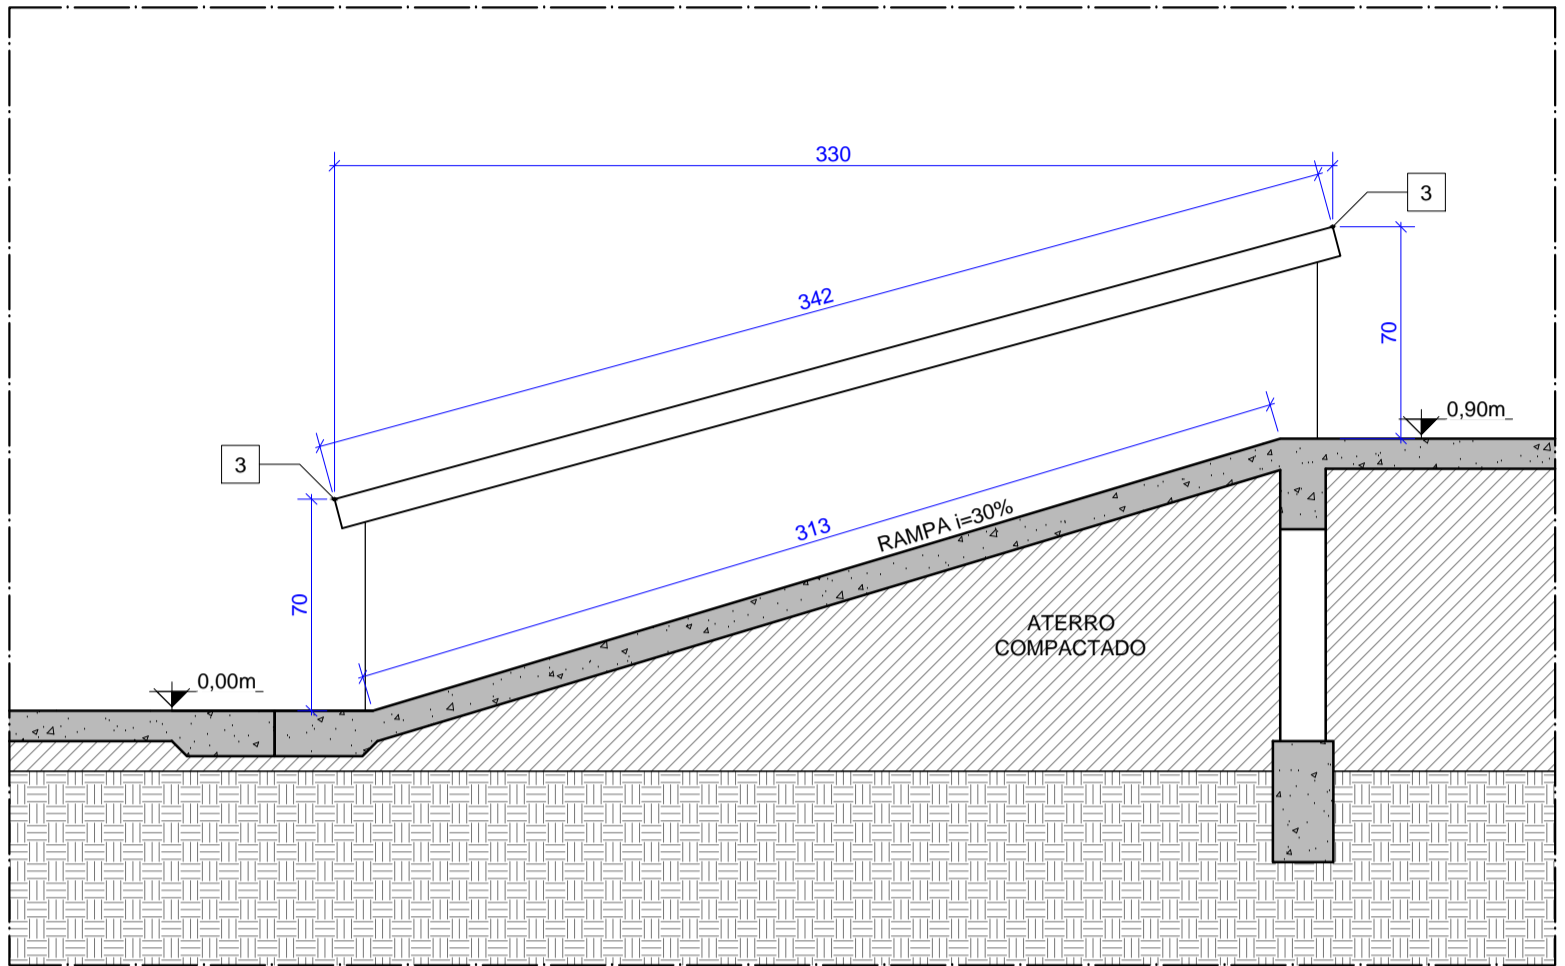 330
3
342
70
0,90m
3
313
RAMPA i=30%
70
ATERRO
COMPACTADO
0,00m